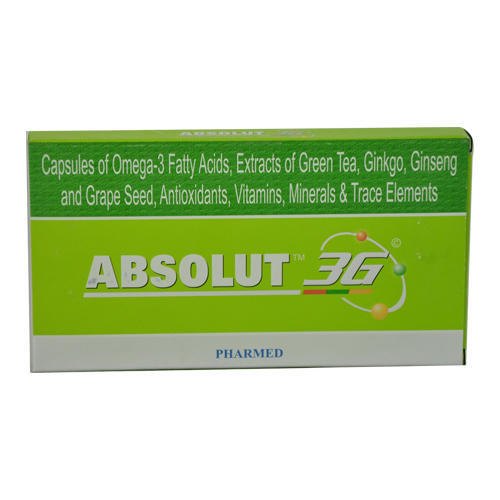 ABSOLUT 3G
Capsules of Omega-3 Fatty Acids, Extracts of Green Tea, Ginkgo, Ginseng
and Grape Seed, Antioxidants, Vitamins, Minerals & Trace Elements
ABSOLUT™ 3G ©
PHARMED